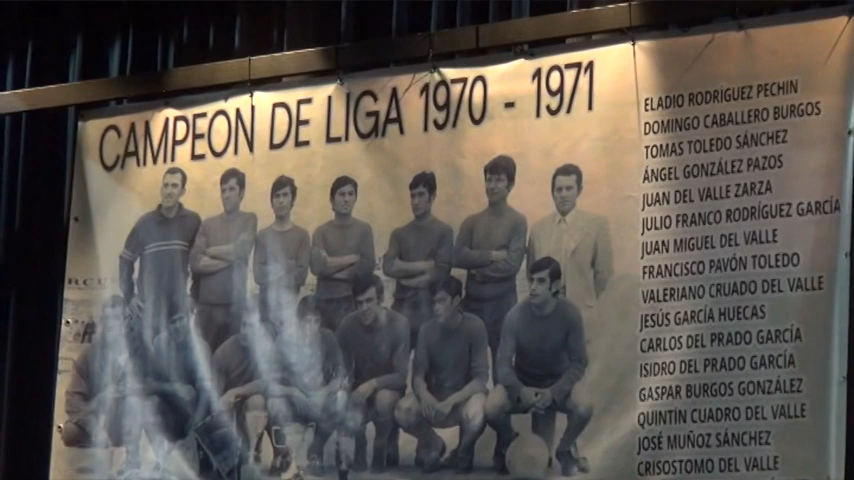 CAMPEÓN DE LIGA 1970 - 1971
ELADIO RODRÍGUEZ PECHIN
DOMINGO CABALLERO BURGOS
TOMAS TOLEDO SÁNCHEZ
ÁNGEL GONZÁLEZ PAZOS
JUAN DEL VALLE ZARZA
JULIO FRANCO RODRÍGUEZ GARCÍA
JUAN MIGUEL DEL VALLE
FRANCISCO PAVÓN TOLEDO
VALERIANO CRUADO DEL VALLE
JESÚS GARCÍA HUECAS
CARLOS DEL PRADO GARCÍA
ISIDRO DEL PRADO GARCÍA
GASPAR BURGOS GONZÁLEZ
QUINTIN CUADRO DEL VALLE
JOSÉ MUÑOZ SÁNCHEZ
CRISOSTOMO DEL VALLE